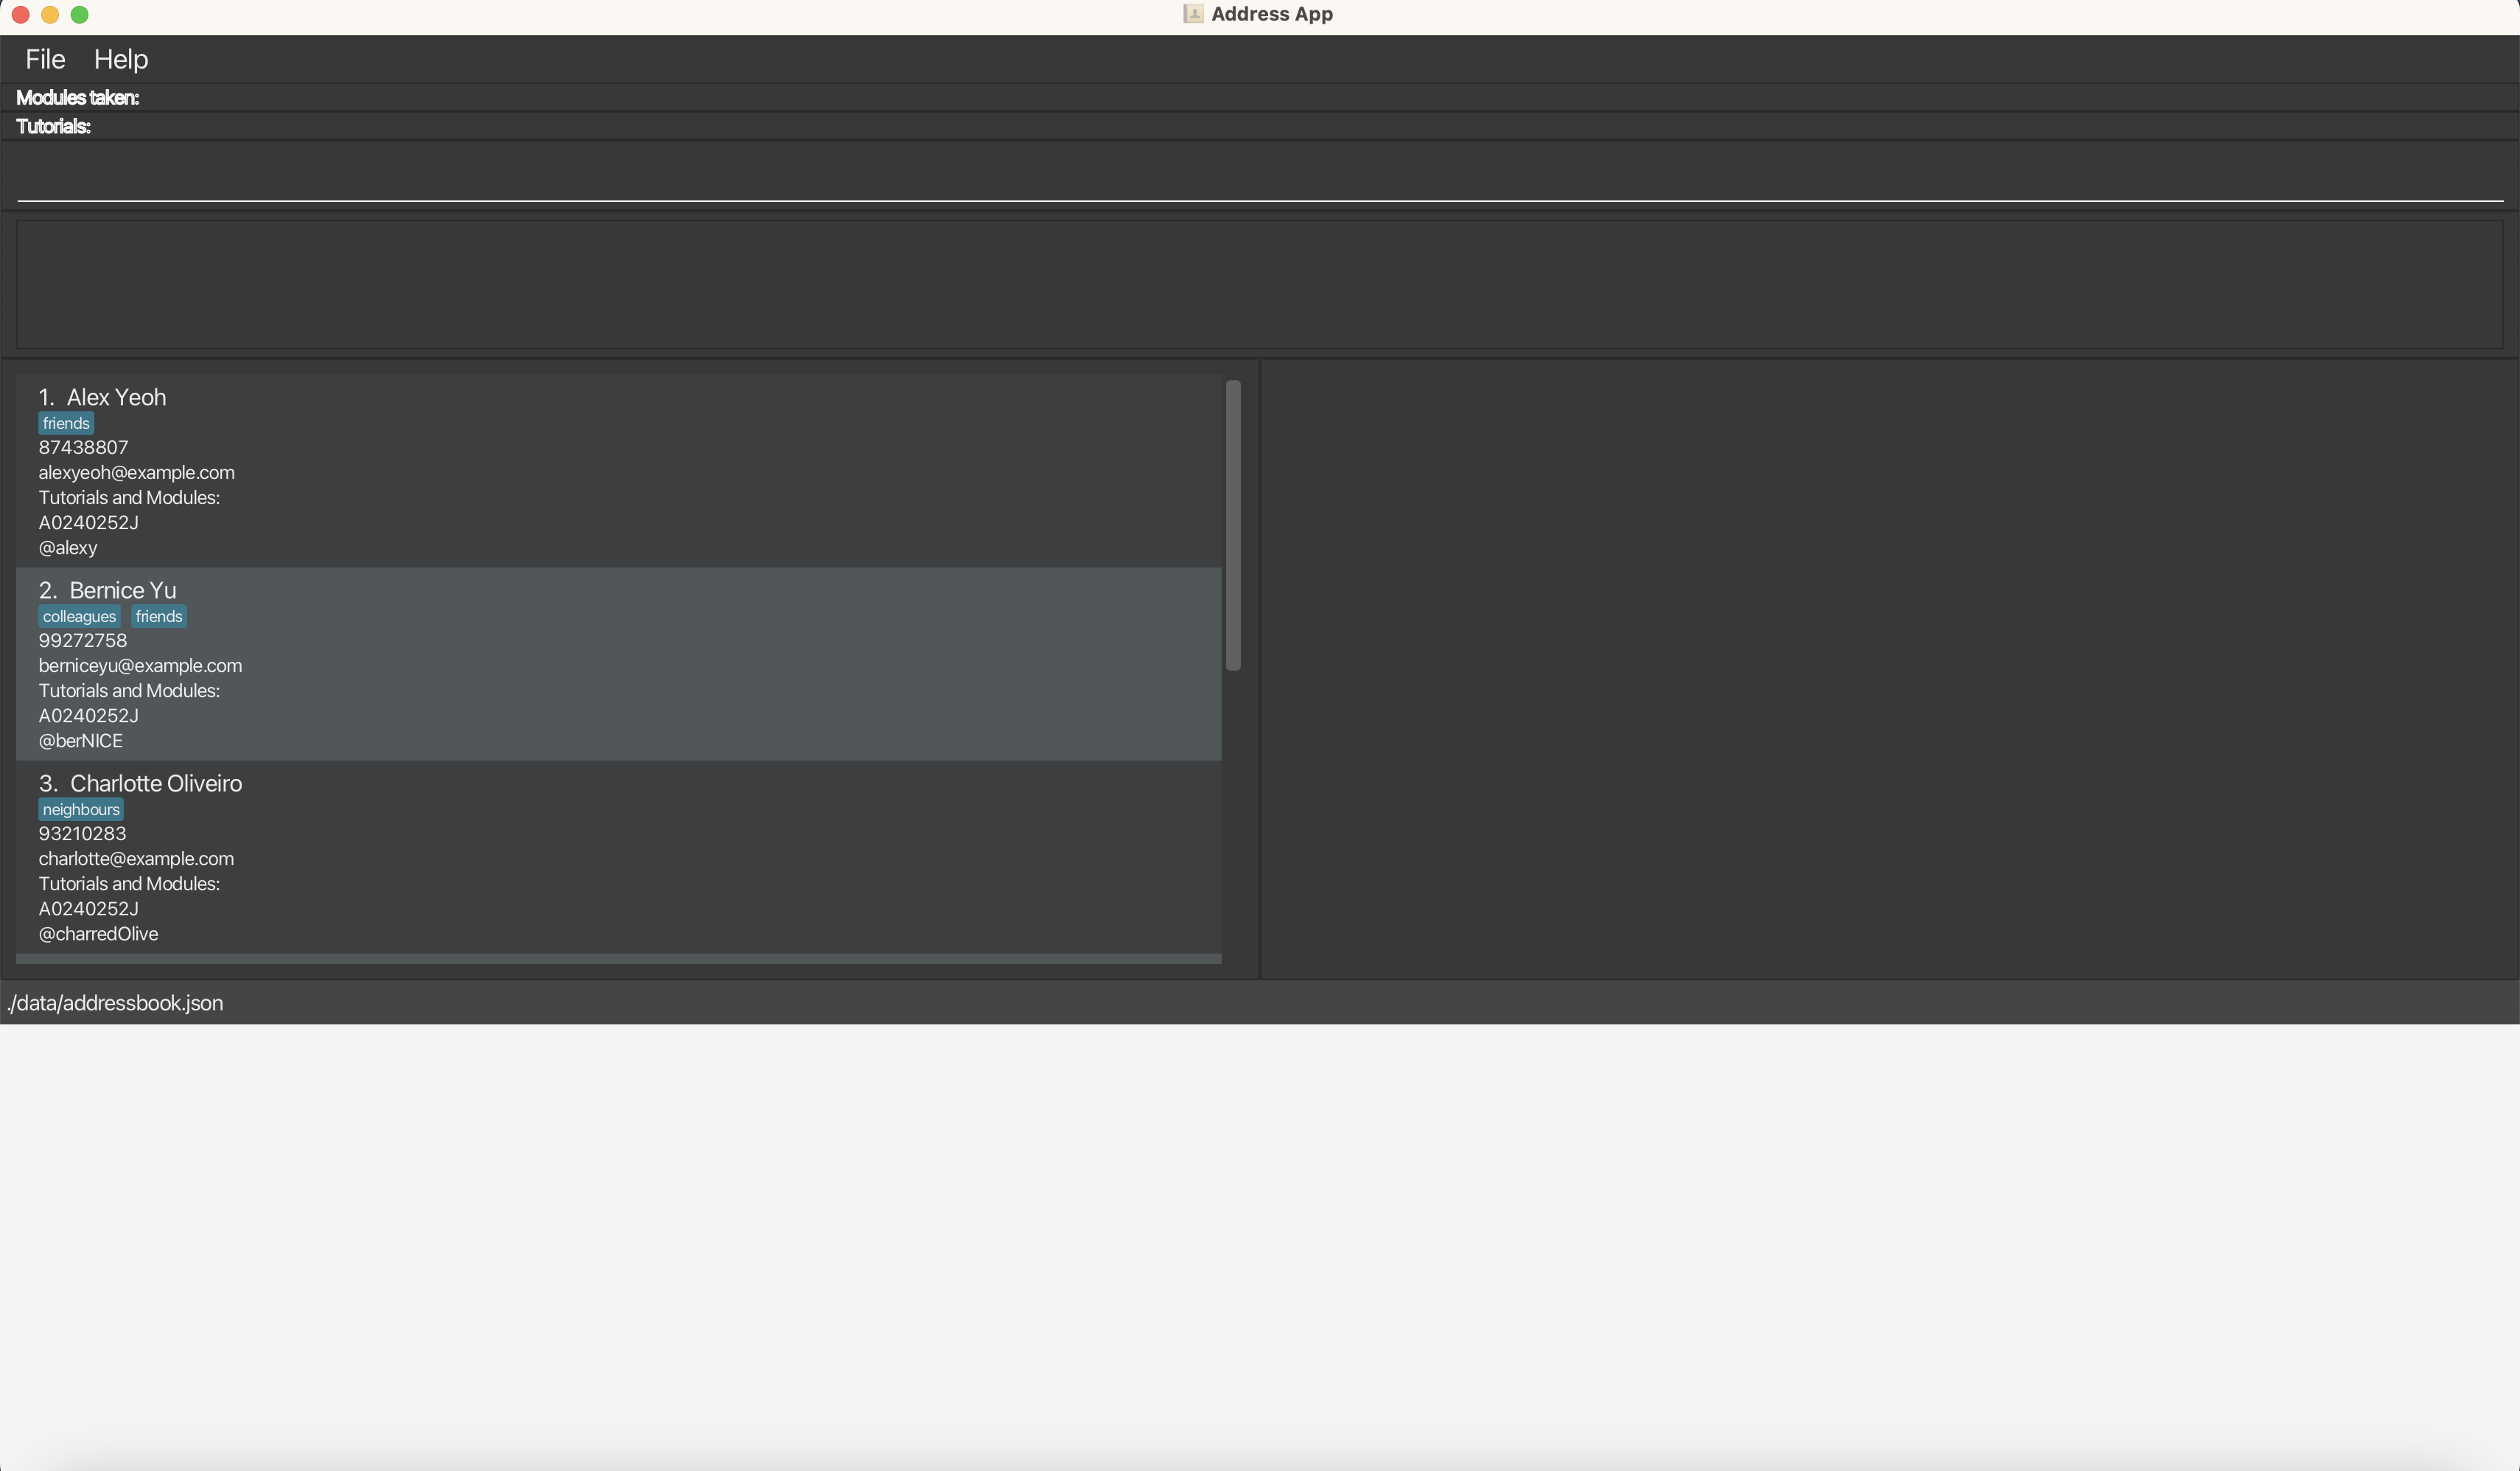 Address App
File Help
Modules taken:
Tutorials:
1. Alex Yeoh
friends
87438807
alexyeoh@example.com
Tutorials and Modules:
A0240252J
@alexy
2. Bernice Yu
colleagues friends
99272758
berniceyu@example.com
Tutorials and Modules:
A0240252J
@berNICE
3. Charlotte Oliveiro
neighbours
93210283
charlotte@example.com
Tutorials and Modules:
A0240252J
@charredOlive
./data/addressbook.json